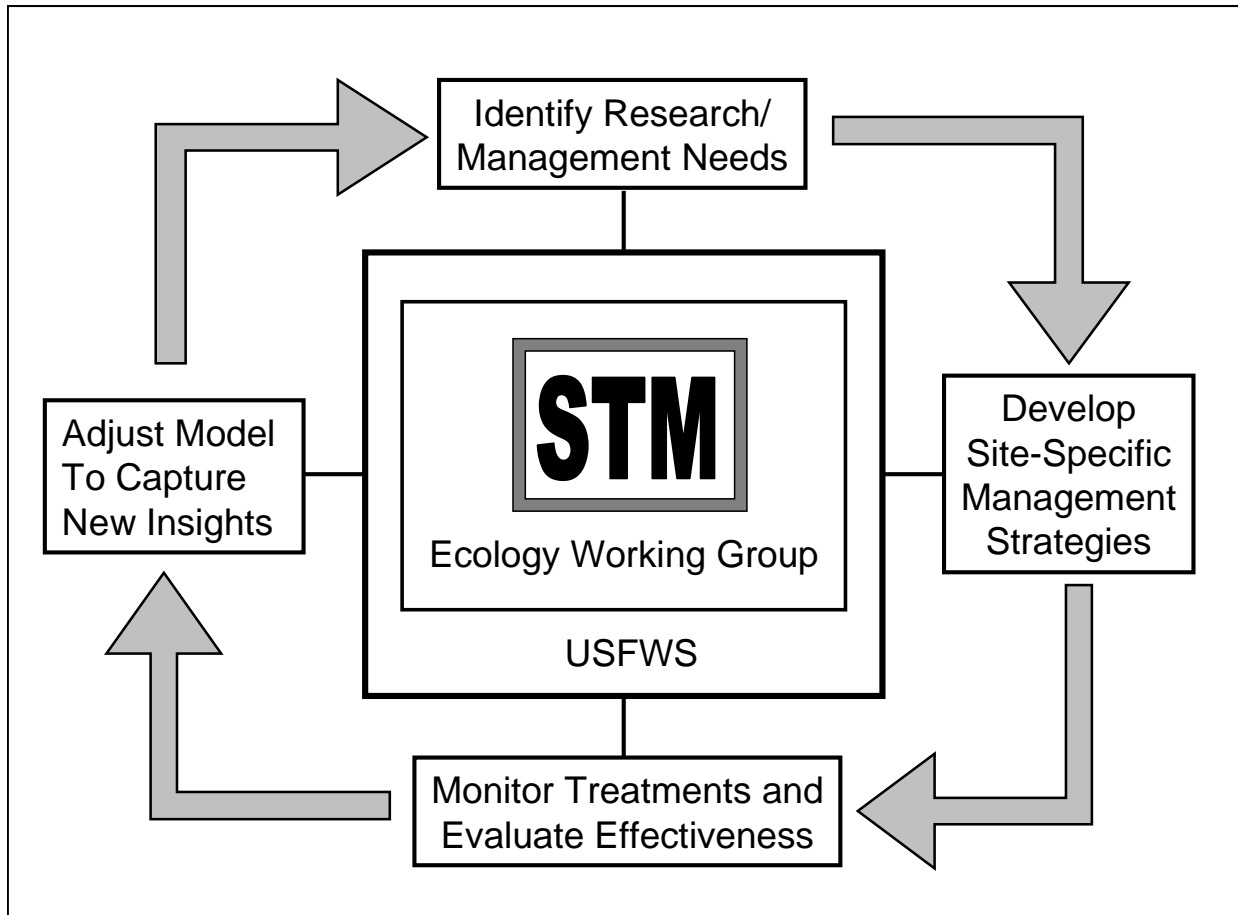 Identify Research/
Management Needs
Adjust Model
To Capture
New Insights
STM
Ecology Working Group
USFWS
Develop
Site-Specific
Management
Strategies
Monitor Treatments and
Evaluate Effectiveness